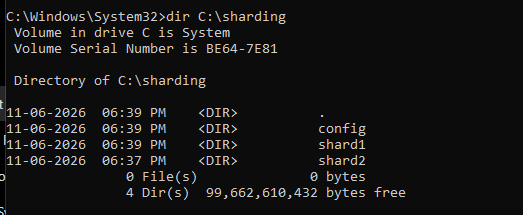 C:\Windows\System32>dir C:\sharding
 Volume in drive C is System
 Volume Serial Number is BE64-7E81

 Directory of C:\sharding

11-06-2026  06:39 PM    <DIR>          .
11-06-2026  06:39 PM    <DIR>          config
11-06-2026  06:39 PM    <DIR>          shard1
11-06-2026  06:37 PM    <DIR>          shard2
               0 File(s)              0 bytes
               4 Dir(s)  99,662,610,432 bytes free